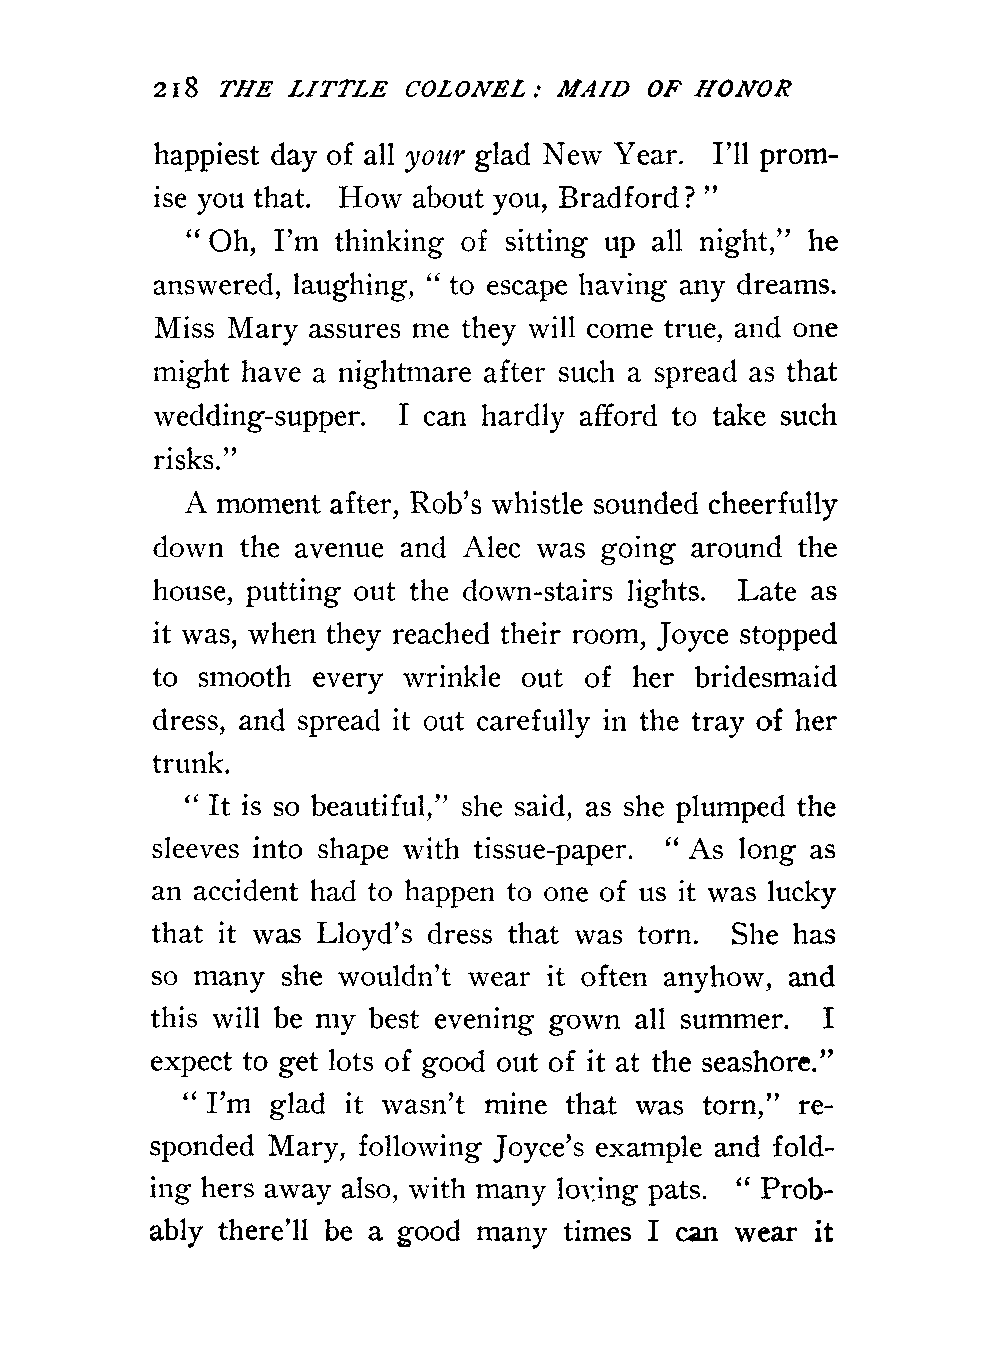 218 THE LITTLE COLONEL: MAID OF HONOR
happiest day of all your glad New Year. I'll prom-
ise you that. How about you, Bradford?"
"Oh, I'm thinking of sitting up all night," he
answered, laughing, "to escape having any dreams.
Miss Mary assures me they will come true, and one
might have a nightmare after such a spread as that
wedding-supper. I can hardly afford to take such
risks."
A moment after, Rob's whistle sounded cheerfully
down the avenue and Alec was going around the
house, putting out the down-stairs lights. Late as
it was, when they reached their room, Joyce stopped
to smooth every wrinkle out of her bridesmaid
dress, and spread it out carefully in the tray of her
trunk.
"It is so beautiful," she said, as she plumped the
sleeves into shape with tissue-paper. "As long as
an accident had to happen to one of us it was lucky
that it was Lloyd's dress that was torn. She has
so many she wouldn't wear it often anyhow, and
this will be my best evening gown all summer. I
expect to get lots of good out of it at the seashore."
"I'm glad it wasn't mine that was torn," re-
sponded Mary, following Joyce's example and fold-
ing hers away also, with many loving pats. "Prob-
ably there'll be a good many times I can wear it